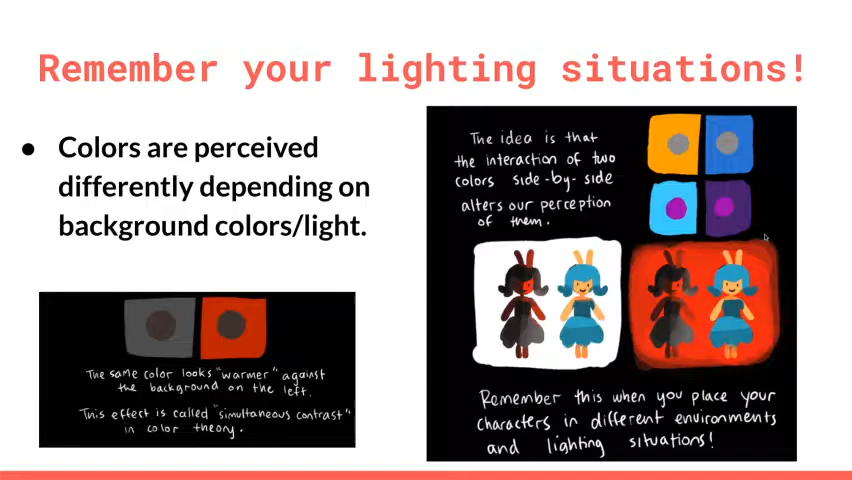 Remember your lighting situations!
● Colors are perceived
differently depending on
background colors/light.
The same color looks "warmer" against
the background on the left.
This effect is called "simultaneous contrast"
in color theory.
The idea is that
the interaction of two
colors side-by-side
alters our perception
of them.
Remember this when you place your
characters in different environments
and lighting situations!